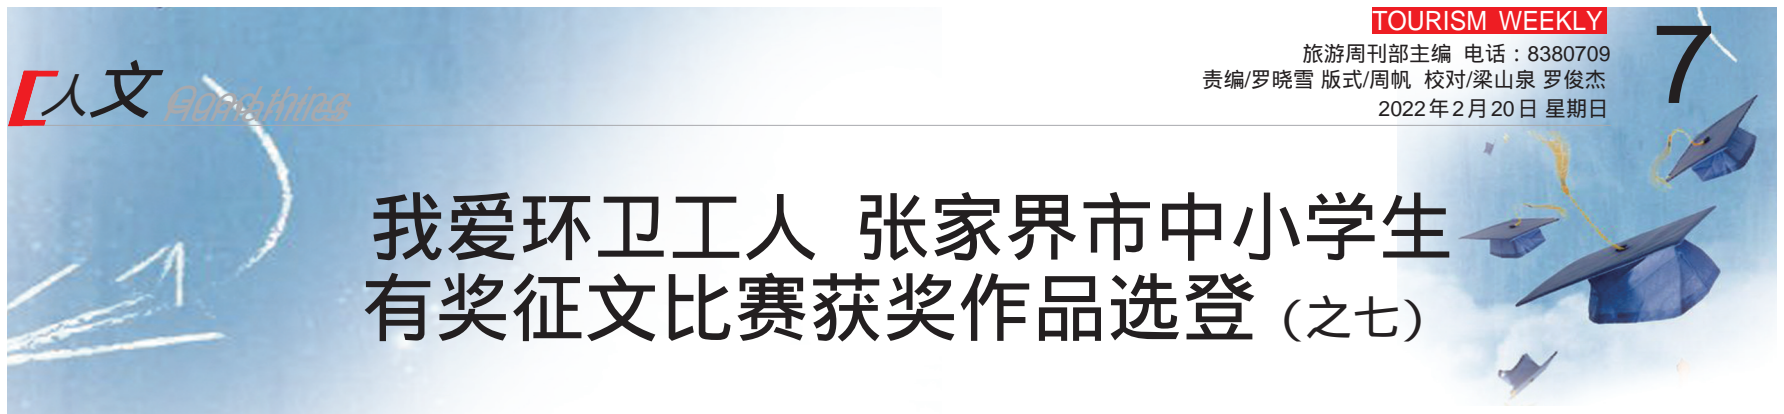 TOURISM WEEKLY
7
旅游周刊部主编 电话：8380709
责编/罗晓雪 版式/周帆 校对/梁山泉 罗俊杰
2022年2月20日 星期日
人文
我爱环卫工人 张家界市中小学生
有奖征文比赛获奖作品选登（之七）